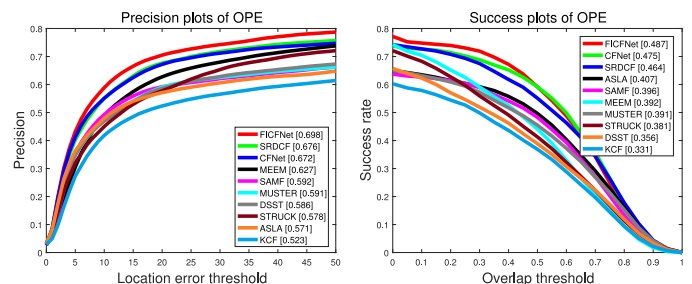 Precision plots of OPE
Precision
0.8
0.7
0.6
0.5
0.4
0.3
0.2
0.1
0
FICFNet [0.698]
SRDCF [0.676]
CFNet [0.672]
MEEM [0.627]
SAMF [0.592]
MUSTER [0.591]
DSST [0.586]
STRUCK [0.578]
ASLA [0.571]
KCF [0.523]
0 5 10 15 20 25 30 35 40 45 50
Location error threshold
Success plots of OPE
Success rate
0.8
0.7
0.6
0.5
0.4
0.3
0.2
0.1
0
FICFNet [0.487]
CFNet [0.475]
SRDCF [0.464]
ASLA [0.407]
SAMF [0.396]
MEEM [0.392]
MUSTER [0.391]
STRUCK [0.381]
DSST [0.356]
KCF [0.331]
0 0.1 0.2 0.3 0.4 0.5 0.6 0.7 0.8 0.9 1
Overlap threshold